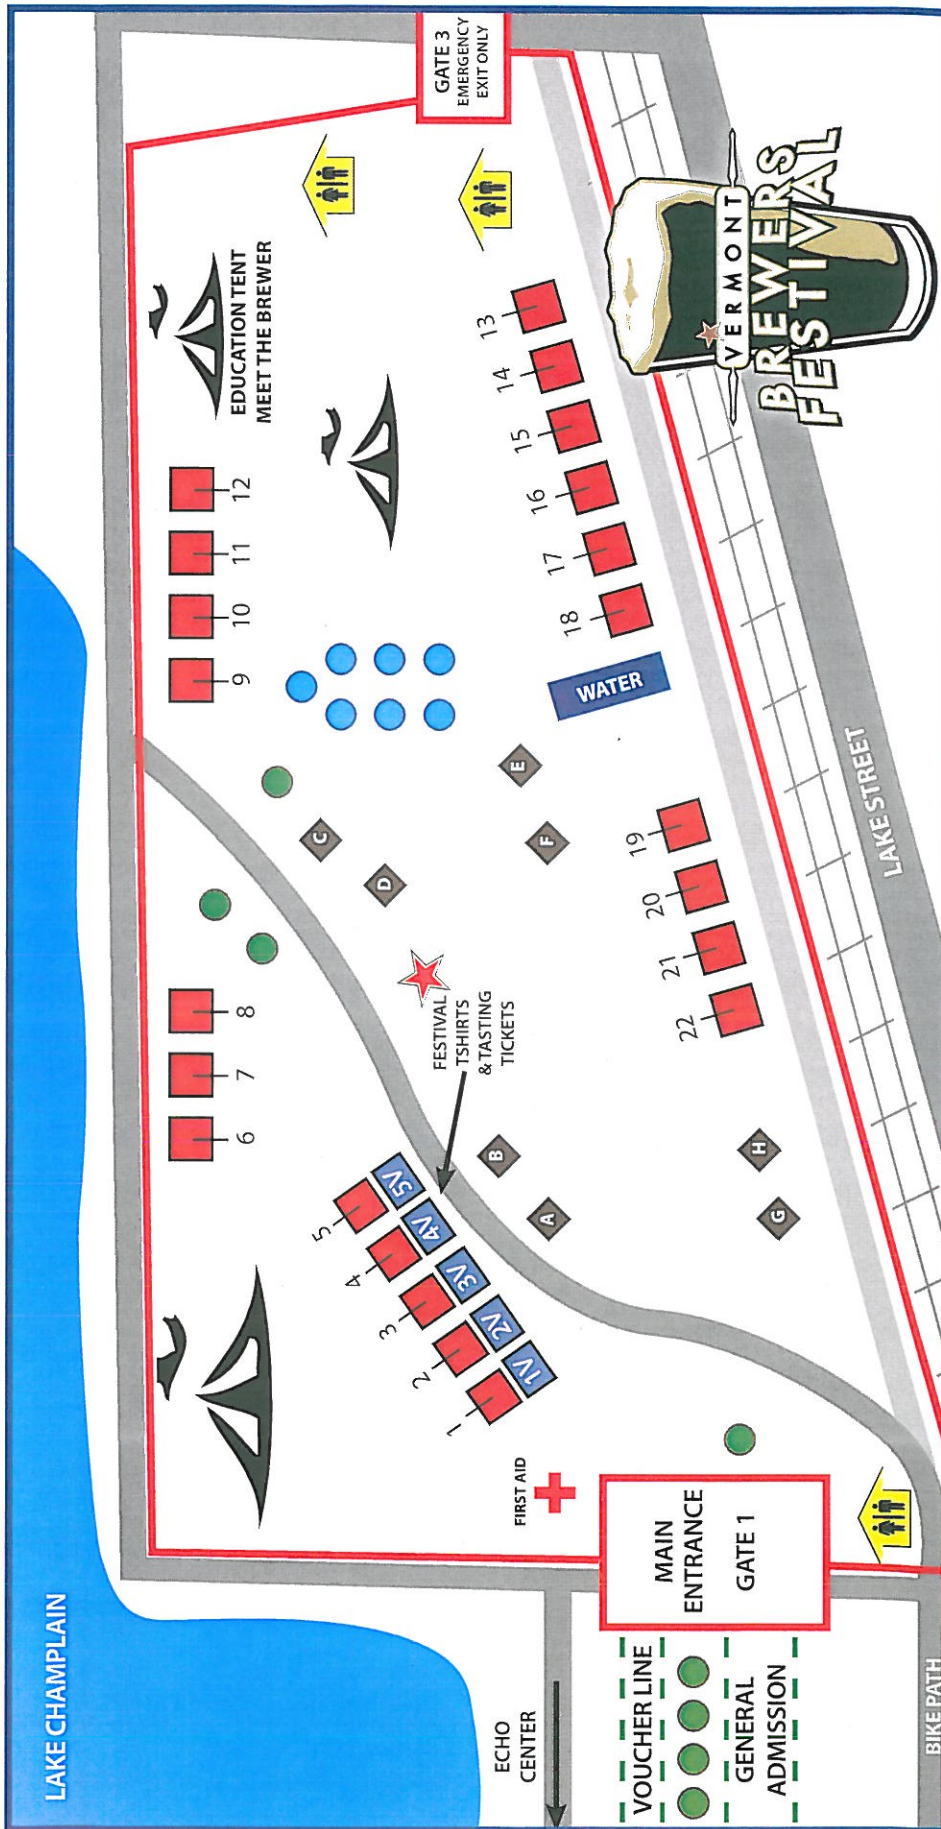 LAKE CHAMPLAIN
ECHO
CENTER
VOUCHER LINE
GENERAL
ADMISSION
BIKE PATH
MAIN
ENTRANCE
GATE 1
FIRST AID
1
2
3
4
5
1V
2V
3V
4V
5V
FESTIVAL
TSHIRTS
& TASTING
TICKETS
6
7
8
9
10
11
12
A
B
C
D
E
F
G
H
EDUCATION TENT
MEET THE BREWER
GATE 3
EMERGENCY
EXIT ONLY
13
14
15
16
17
18
WATER
19
20
21
22
LAKE STREET
VERMONT
BREWERS
FESTIVAL